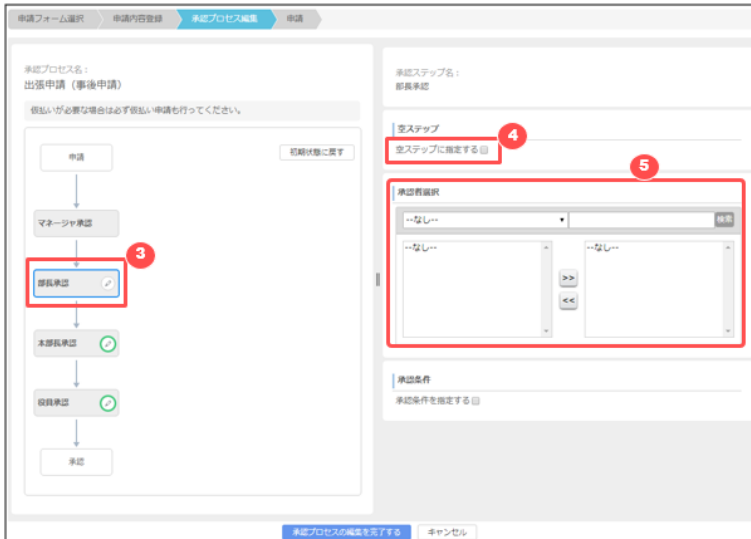 申請フォーム選択 申請内容登録 承認プロセス編集 申請
承認プロセス名：
出張申請（事後申請）
仮払いが必要な場合は必ず仮払い申請も行ってください。
申請
初期状態に戻す
マネージャ承認
3
部長承認
本部長承認
役員承認
承認
承認ステップ名：
部長承認
空ステップ
4
空ステップに指定する
5
承認者選択
--なし-- 検索
--なし-- --なし--
>>
<<
承認条件
承認条件を指定する
承認プロセスの編集を完了する キャンセル